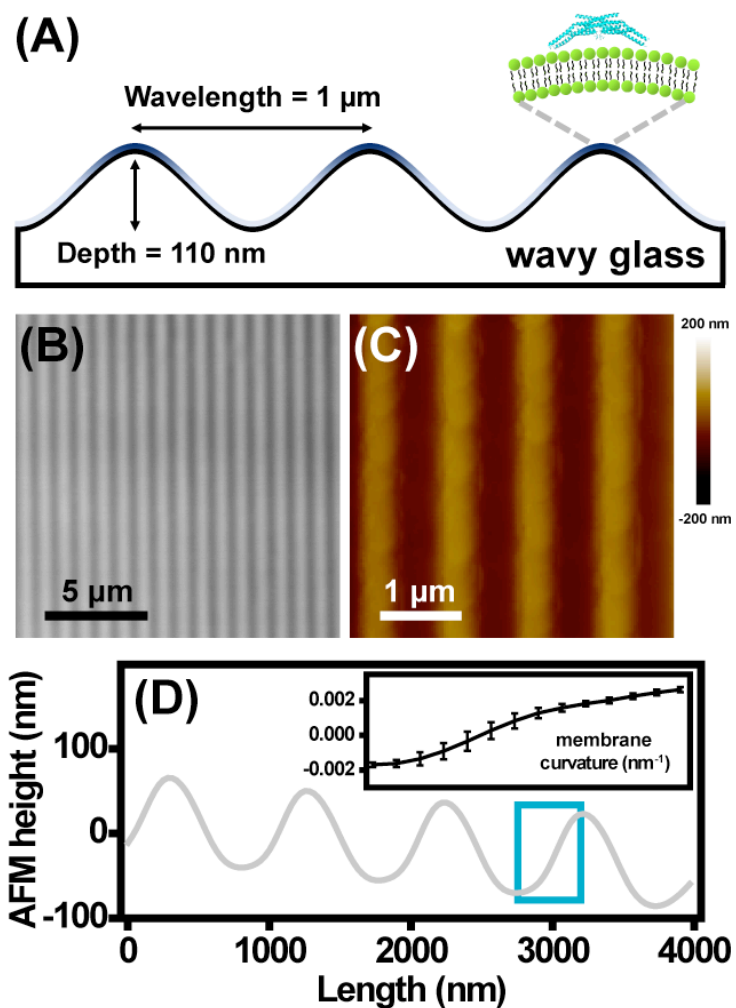 (A)
Wavelength = 1 µm
Depth = 110 nm
wavy glass
(B)
5 µm
(C)
1 µm
200 nm
-200 nm
(D)
0.002
0.000
-0.002
membrane
curvature (nm⁻¹)
AFM height (nm)
100
0
-100
0
1000
2000
3000
4000
Length (nm)